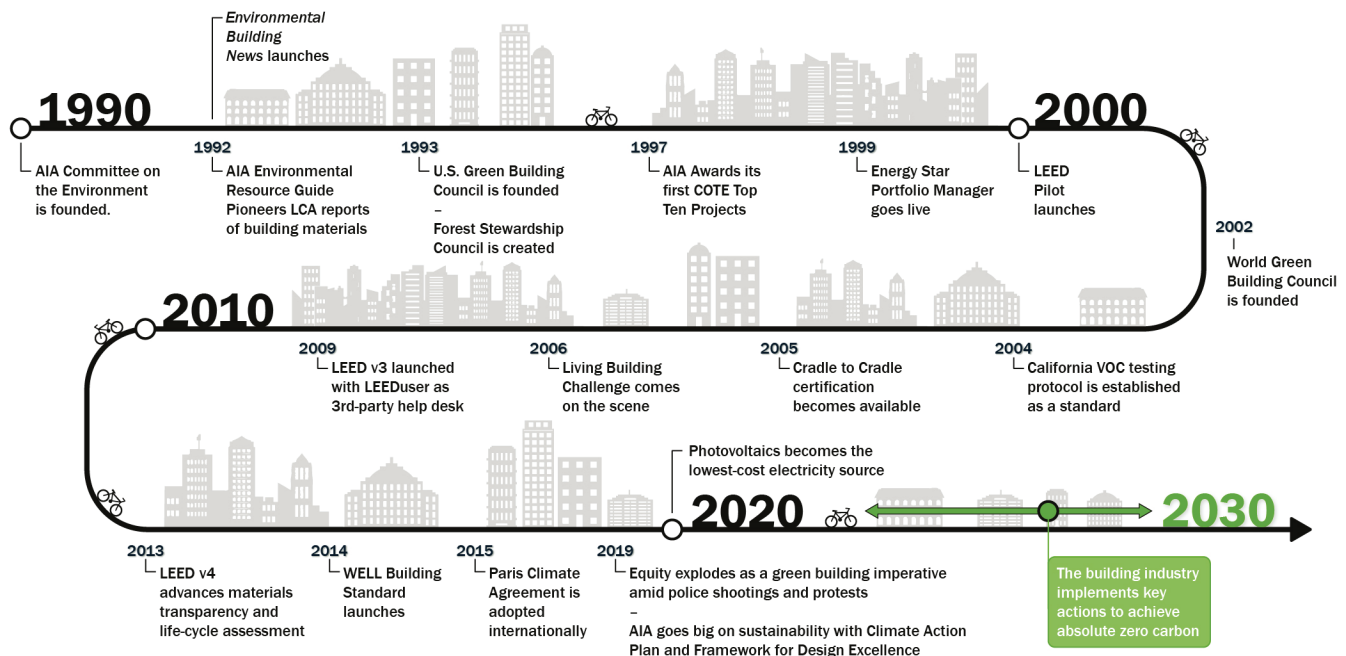 Environmental
Building
News launches
1990
2000
1992
1993
1997
1999
AIA Committee on
the Environment
is founded.
AIA Environmental
Resource Guide
Pioneers LCA reports
of building materials
U.S. Green Building
Council is founded
–
Forest Stewardship
Council is created
AIA Awards its
first COTE Top
Ten Projects
Energy Star
Portfolio Manager
goes live
LEED
Pilot
launches
2002
World Green
Building Council
is founded
2010
2009
2006
2005
2004
LEED v3 launched
with LEEDuser as
3rd-party help desk
Living Building
Challenge comes
on the scene
Cradle to Cradle
certification
becomes available
California VOC testing
protocol is established
as a standard
Photovoltaics becomes the
lowest-cost electricity source
2020
2030
2013
2014
2015
2019
LEED v4
advances materials
transparency and
life-cycle assessment
WELL Building
Standard
launches
Paris Climate
Agreement is
adopted
internationally
Equity explodes as a green building imperative
amid police shootings and protests
–
AIA goes big on sustainability with Climate Action
Plan and Framework for Design Excellence
The building industry
implements key
actions to achieve
absolute zero carbon